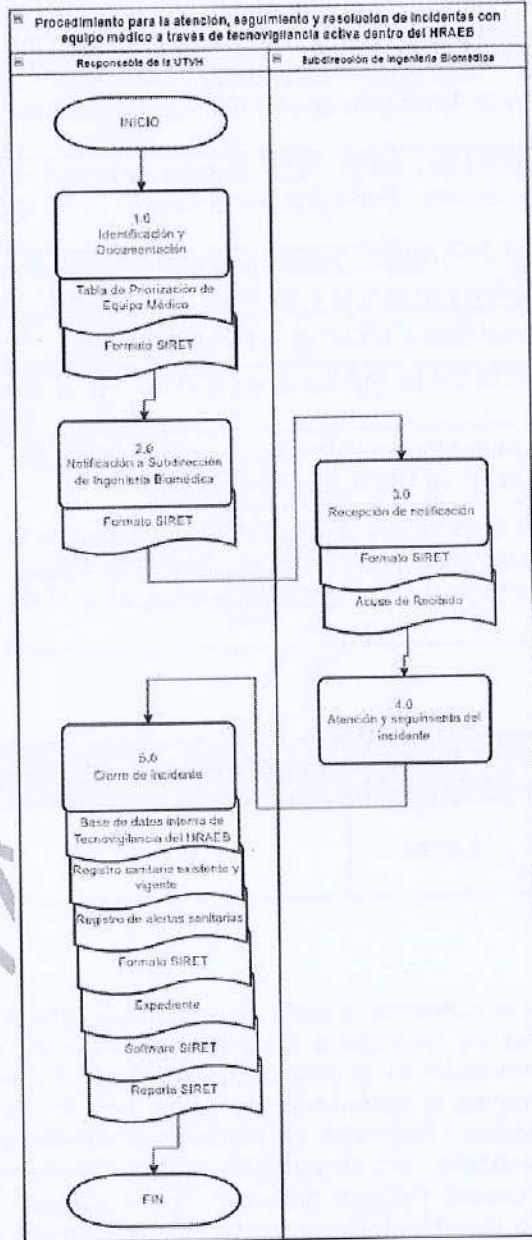 Procedimiento para la atención, seguimiento y resolución de incidentes con
equipo médico a través de tecnovigilancia activa dentro del HRAEB
Responsable de la UTVH
Subdirección de Ingeniería Biomédica
INICIO
1.0
Identificación y
Documentación
Tabla de Priorización de
Equipo Médico
Formato SIRET
2.0
Notificación a Subdirección
de Ingeniería Biomédica
Formato SIRET
3.0
Recepción de notificación
Formato SIRET
Acuse de Recibido
4.0
Atención y seguimiento del
incidente
5.0
Cierre de incidente
Base de datos interna de
Tecnovigilancia del HRAEB
Registro sanitario existente y
vigente
Registro de alertas sanitarias
Formato SIRET
Expediente
Software SIRET
Reporte SIRET
FIN